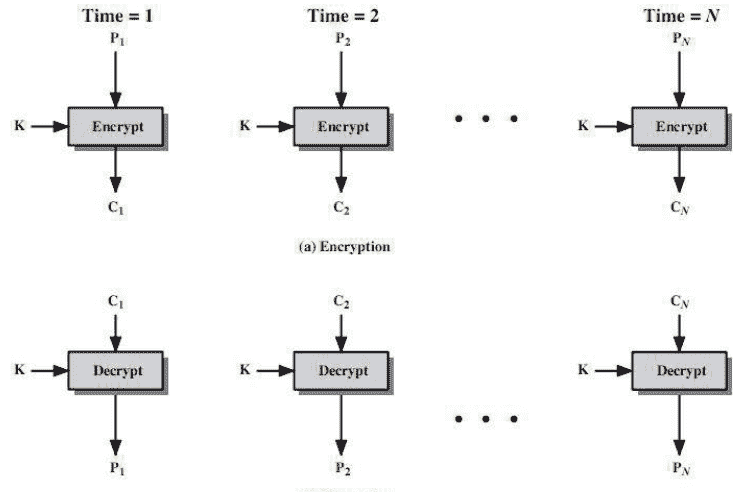 Time = 1 Time = 2 Time = N
P1 P2 PN
K Encrypt K Encrypt • • • K Encrypt
C1 C2 CN
(a) Encryption
C1 C2 CN
K Decrypt K Decrypt K Decrypt
• • •
P1 P2 PN